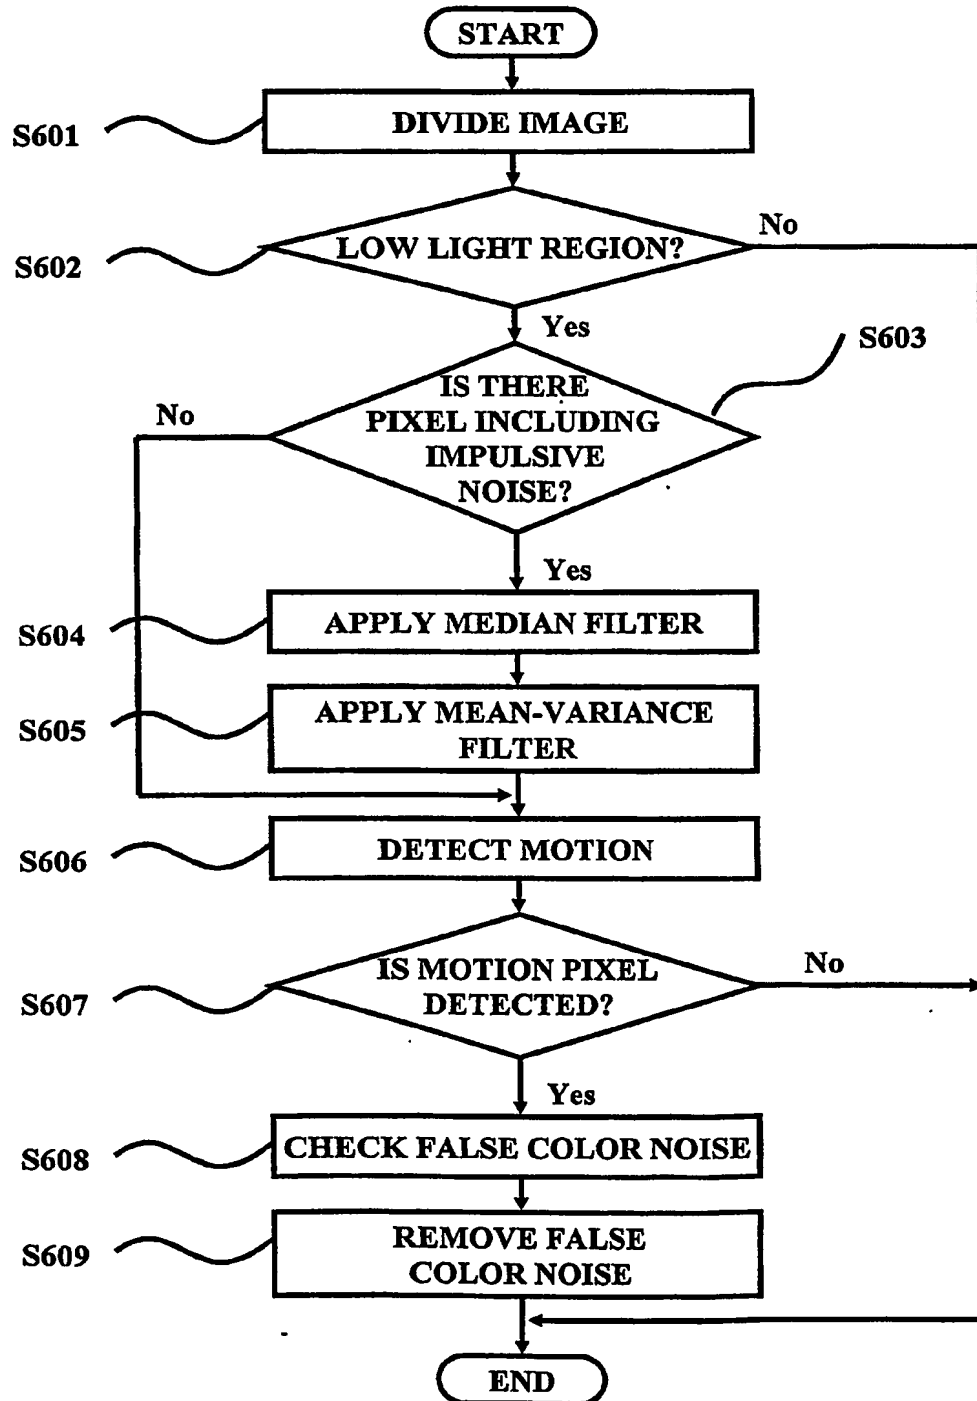 START
S601
DIVIDE IMAGE
S602
LOW LIGHT REGION?
No
Yes
S603
IS THERE
PIXEL INCLUDING
IMPULSIVE
NOISE?
No
Yes
S604
APPLY MEDIAN FILTER
S605
APPLY MEAN-VARIANCE
FILTER
S606
DETECT MOTION
S607
IS MOTION PIXEL
DETECTED?
No
Yes
S608
CHECK FALSE COLOR NOISE
S609
REMOVE FALSE
COLOR NOISE
END